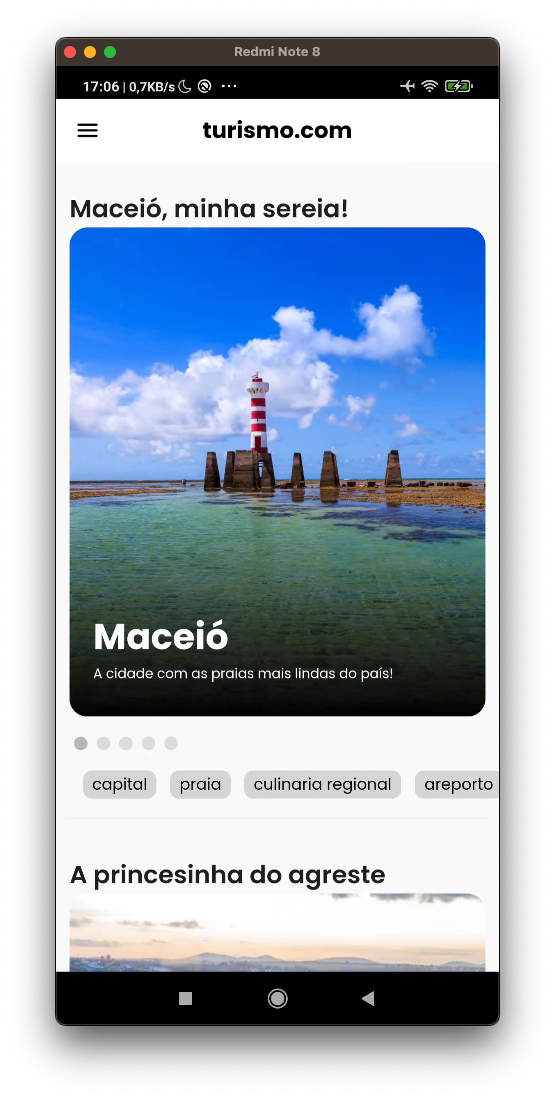 Redmi Note 8
17:06 | 0,7KB/s
turismo.com
Maceió, minha sereia!
Maceió
A cidade com as praias mais lindas do país!
capital praia culinaria regional areporto
A princesinha do agreste